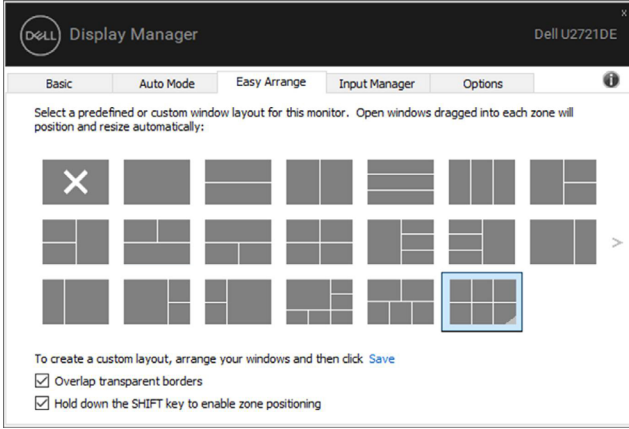 x
DELL Display Manager Dell U2721DE
Basic Auto Mode Easy Arrange Input Manager Options i
Select a predefined or custom window layout for this monitor. Open windows dragged into each zone will
position and resize automatically:
>
To create a custom layout, arrange your windows and then click Save
Overlap transparent borders
Hold down the SHIFT key to enable zone positioning